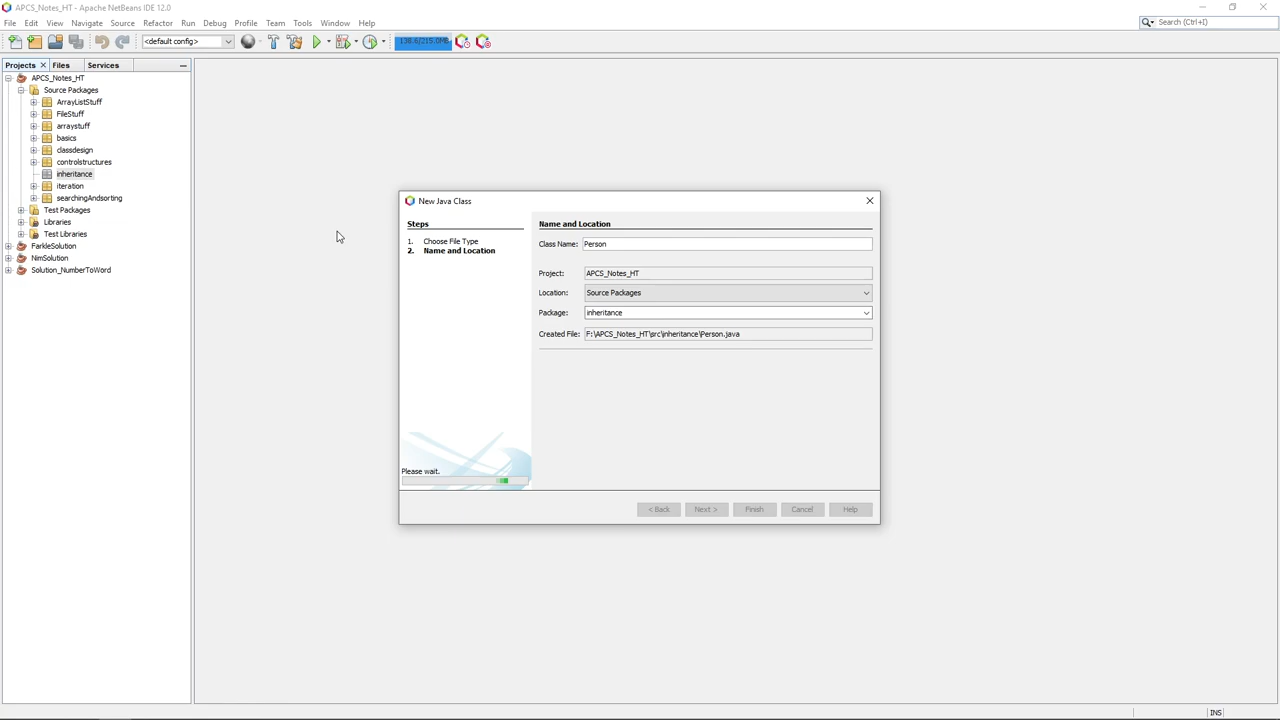 APCS_Notes_HT - Apache NetBeans IDE 12.0
File Edit View Navigate Source Refactor Run Debug Profile Team Tools Window Help
Search (Ctrl+I)
<default config>
138.6/215.0MB
Projects Files Services
APCS_Notes_HT
Source Packages
ArrayListStuff
FileStuff
arraystuff
basics
classdesign
controlstructures
inheritance
iteration
searchingAndsorting
Test Packages
Libraries
Test Libraries
FarkleSolution
NimSolution
Solution_NumberToWord
New Java Class
Steps
1. Choose File Type
2. Name and Location
Please wait.
Name and Location
Class Name: Person
Project: APCS_Notes_HT
Location: Source Packages
Package: inheritance
Created File: F:\APCS_Notes_HT\src\inheritance\Person.java
< Back Next > Finish Cancel Help
INS